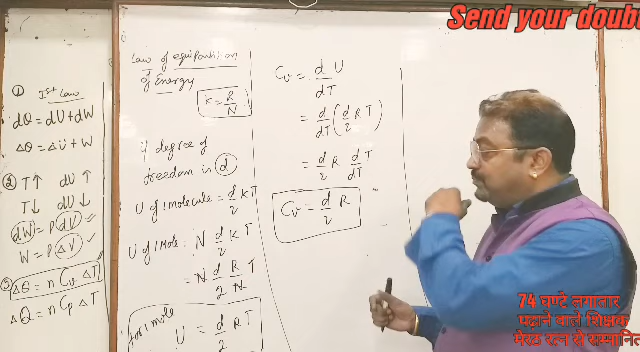 Send your doubt
① Ist Law
dQ = dU + dW
ΔQ = ΔU + W
② T↑ dU↑
T↓ dU↓
dW = P dV
W = P ΔV
③ ΔQ = n Cv ΔT
ΔQ = n Cp ΔT
Law of equipartition
of Energy
K = R/N
if degree of
freedom in d
U of 1 molecule = d/2 KT
U of 1 Mole = N d/2 KT
= N d/2 R/N T
for 1 mole
U = d/2 RT
Cv = d/dT U
= d/dT (d/2 RT)
= d/2 R dT/dT
Cv = d/2 R
74 घण्टे लगातार
पढ़ाने वाले शिक्षक
मेरठ रत्न से सम्मानित